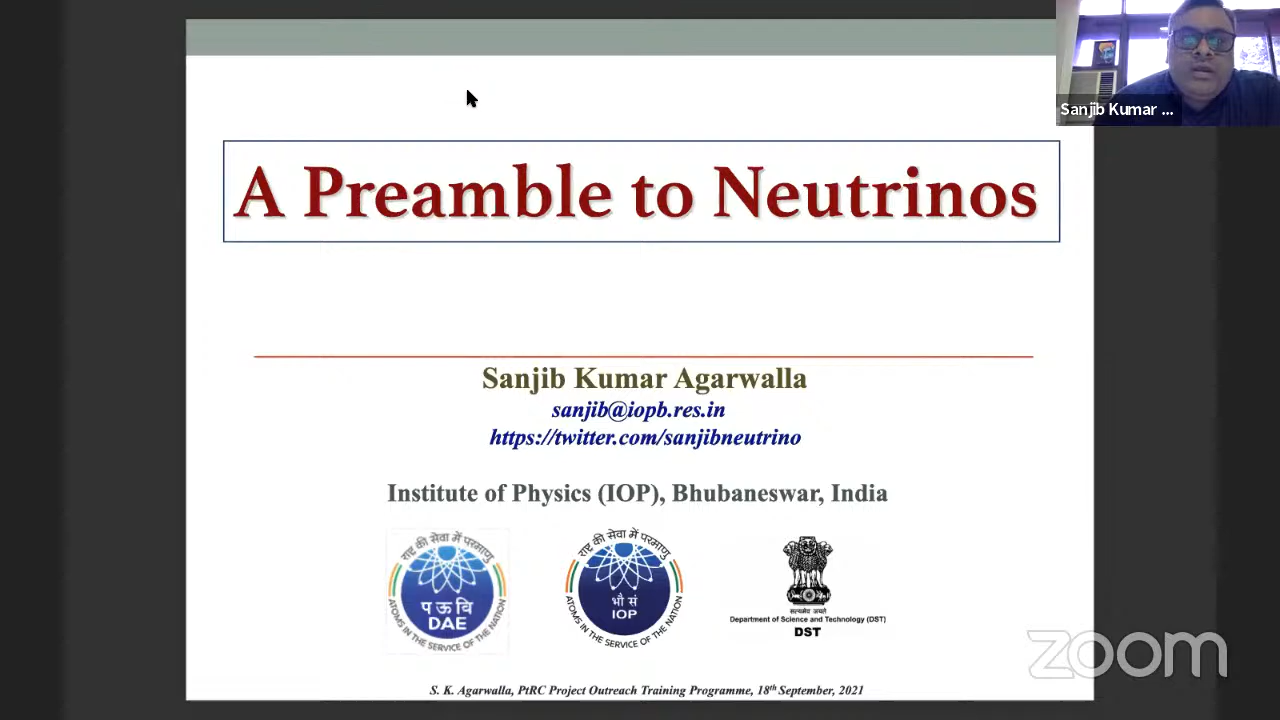 Sanjib Kumar ...
A Preamble to Neutrinos
Sanjib Kumar Agarwalla
sanjib@iopb.res.in
https://twitter.com/sanjibneutrino
Institute of Physics (IOP), Bhubaneswar, India
राष्ट्र की सेवा में परमाणु
प ऊ वि
DAE
ATOMS IN THE SERVICE OF THE NATION
राष्ट्र की सेवा में परमाणु
भौ सं
IOP
ATOMS IN THE SERVICE OF THE NATION
सत्यमेव जयते
Department of Science and Technology (DST)
DST
zoom
S. K. Agarwalla, PtRC Project Outreach Training Programme, 18th September, 2021